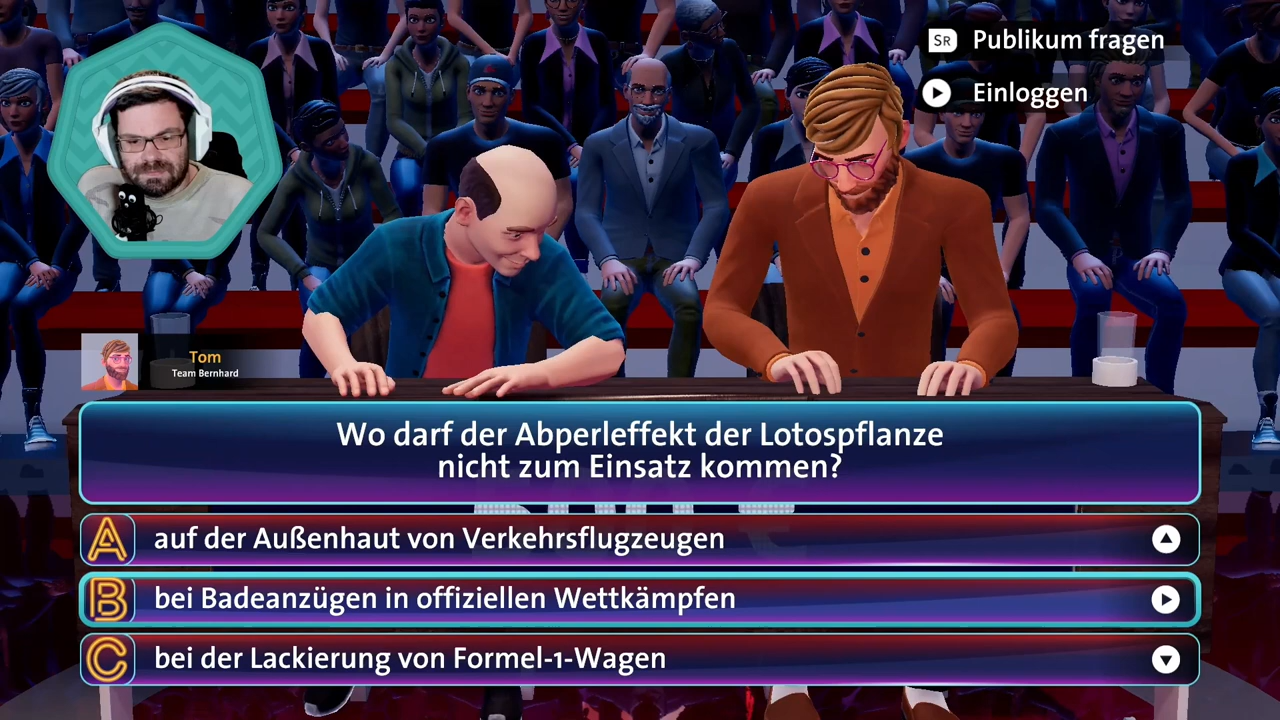 SR Publikum fragen
Einloggen
Tom
Team Bernhard
Wo darf der Abperleffekt der Lotospflanze
nicht zum Einsatz kommen?
A auf der Außenhaut von Verkehrsflugzeugen
B bei Badeanzügen in offiziellen Wettkämpfen
C bei der Lackierung von Formel-1-Wagen